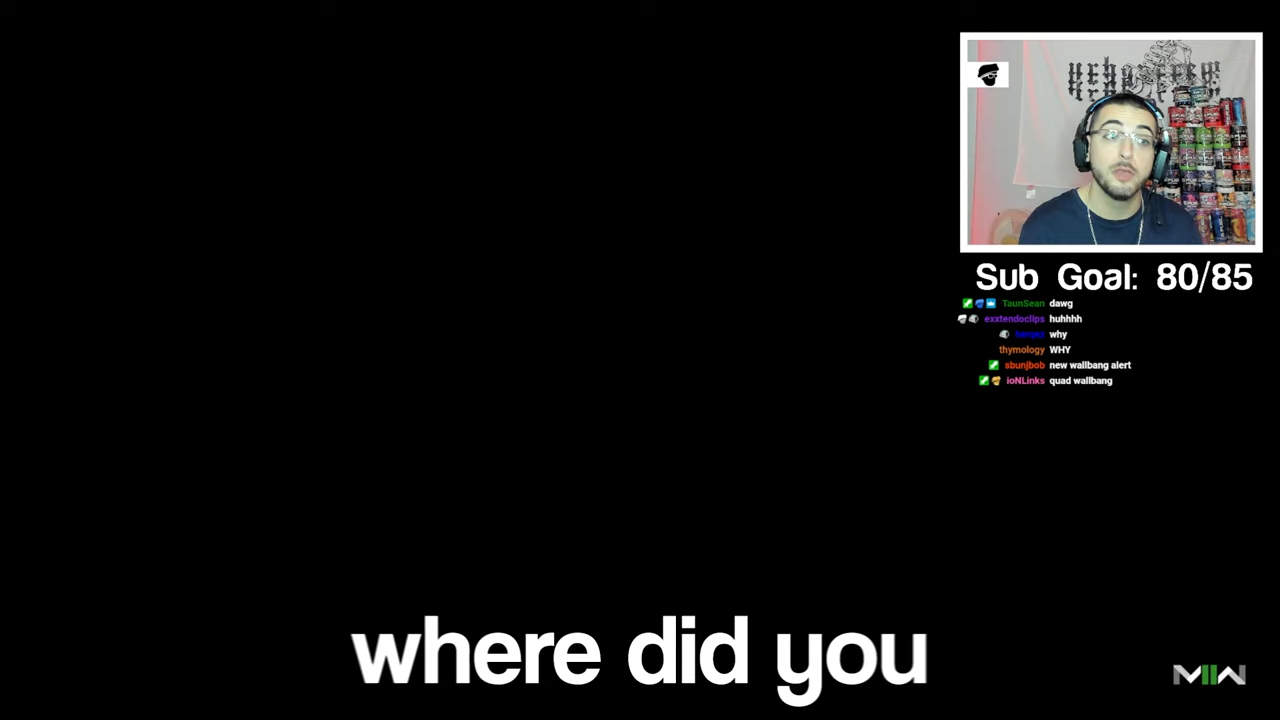 Sub Goal: 80/85
TaunSean dawg
exxtendoclips huhhhh
why
thymology WHY
sbunjbob new wallbang alert
ioNLinks quad wallbang
where did you
MIIW